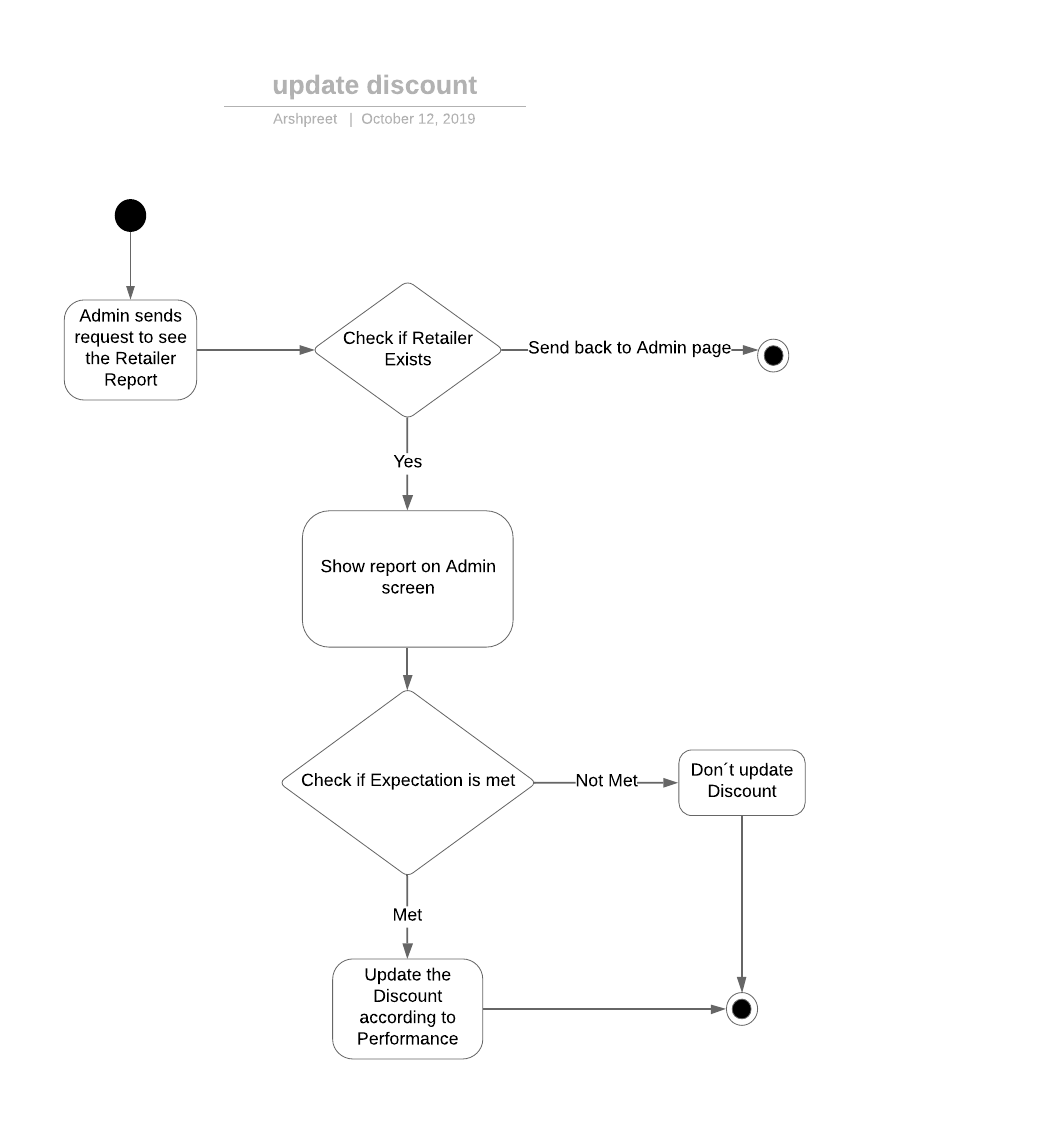 update discount
Arshpreet | October 12, 2019
Admin sends
request to see
the Retailer
Report
Check if Retailer
Exists
Send back to Admin page
Yes
Show report on Admin
screen
Check if Expectation is met
Not Met
Don´t update
Discount
Met
Update the
Discount
according to
Performance